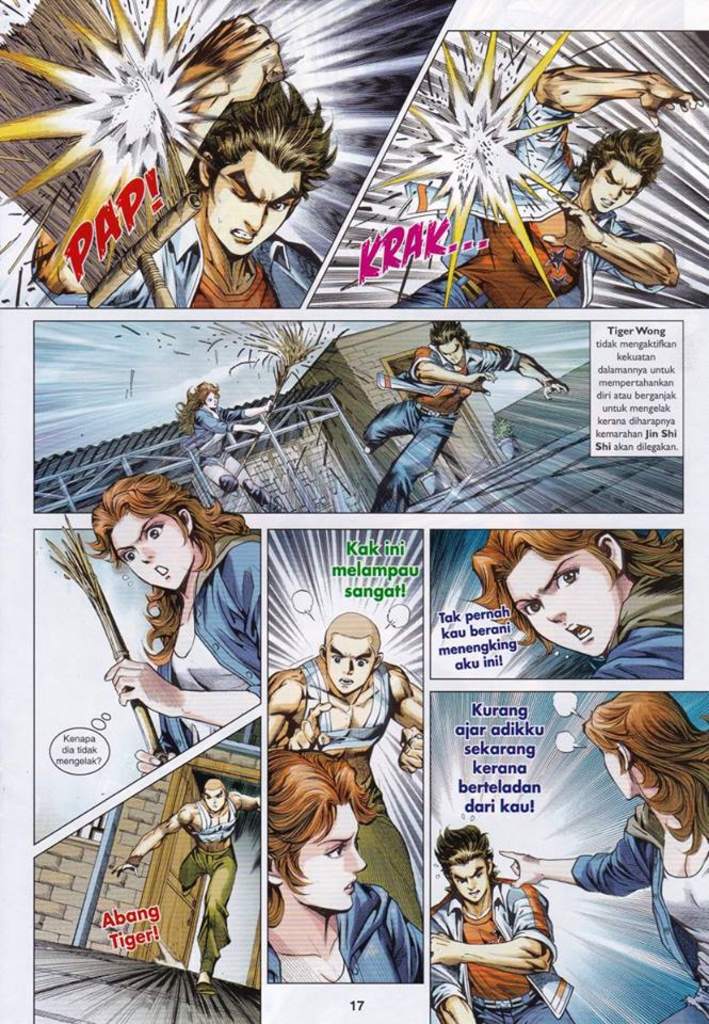 PAP!
KRAK...
Tiger Wong
tidak mengaktifkan
kekuatan
dalamannya untuk
mempertahankan
diri atau berganjak
untuk mengelak
kerana diharapnya
kemarahan Jin Shi
Shi akan dilegakan.
Kenapa
dia tidak
mengelak?
Abang
Tiger!
Kak ini
melampau
sangat!
Tak pernah
kau berani
menengking
aku ini!
Kurang
ajar adikku
sekarang
kerana
berteladan
dari kau!
17